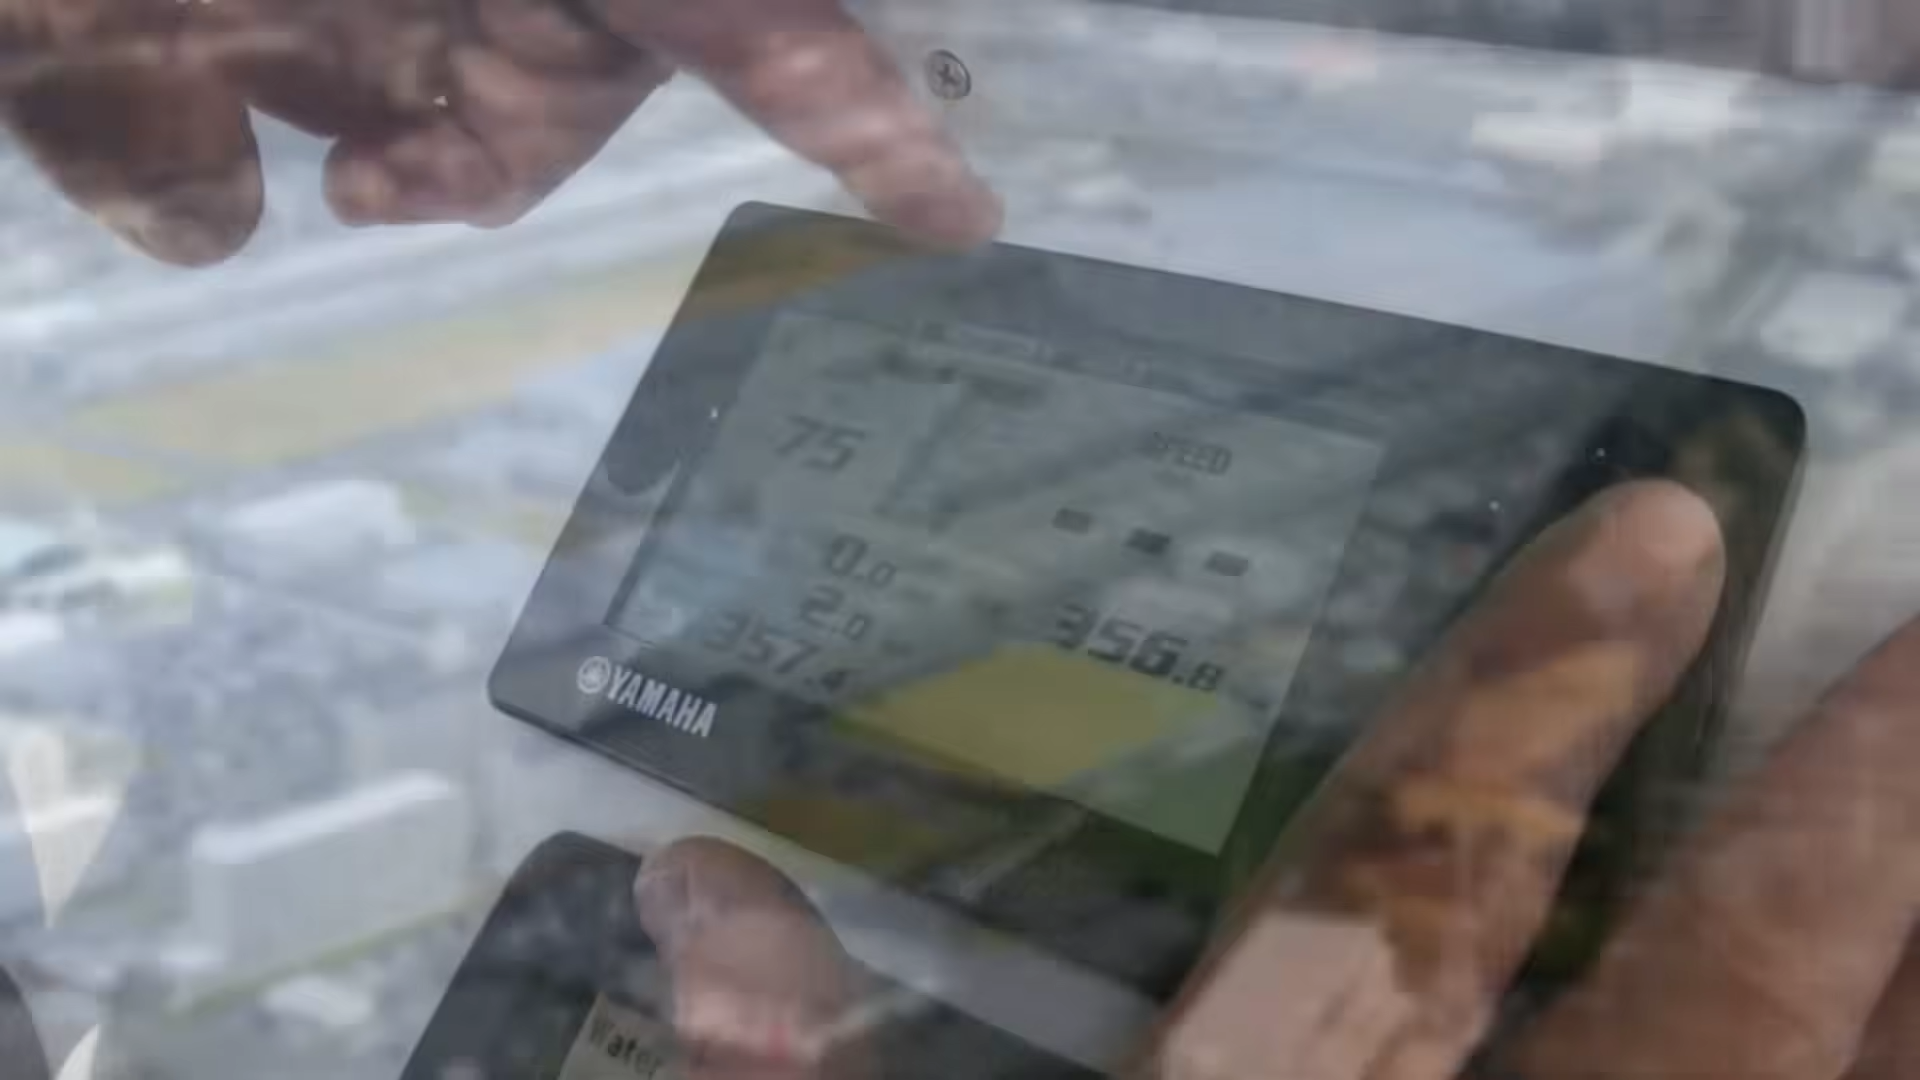 75
SPEED
- - -
0.0
2.0
357.4
356.8
YAMAHA
Water